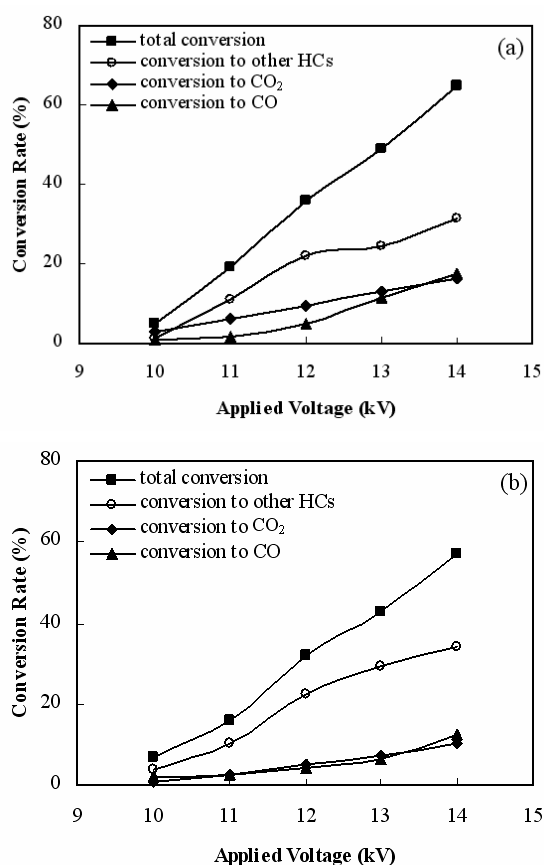 80
60
40
20
0
Conversion Rate (%)
total conversion
conversion to other HCs
conversion to CO₂
conversion to CO
(a)
9 10 11 12 13 14 15
Applied Voltage (kV)
80
60
40
20
0
Conversion Rate (%)
total conversion
conversion to other HCs
conversion to CO₂
conversion to CO
(b)
9 10 11 12 13 14 15
Applied Voltage (kV)